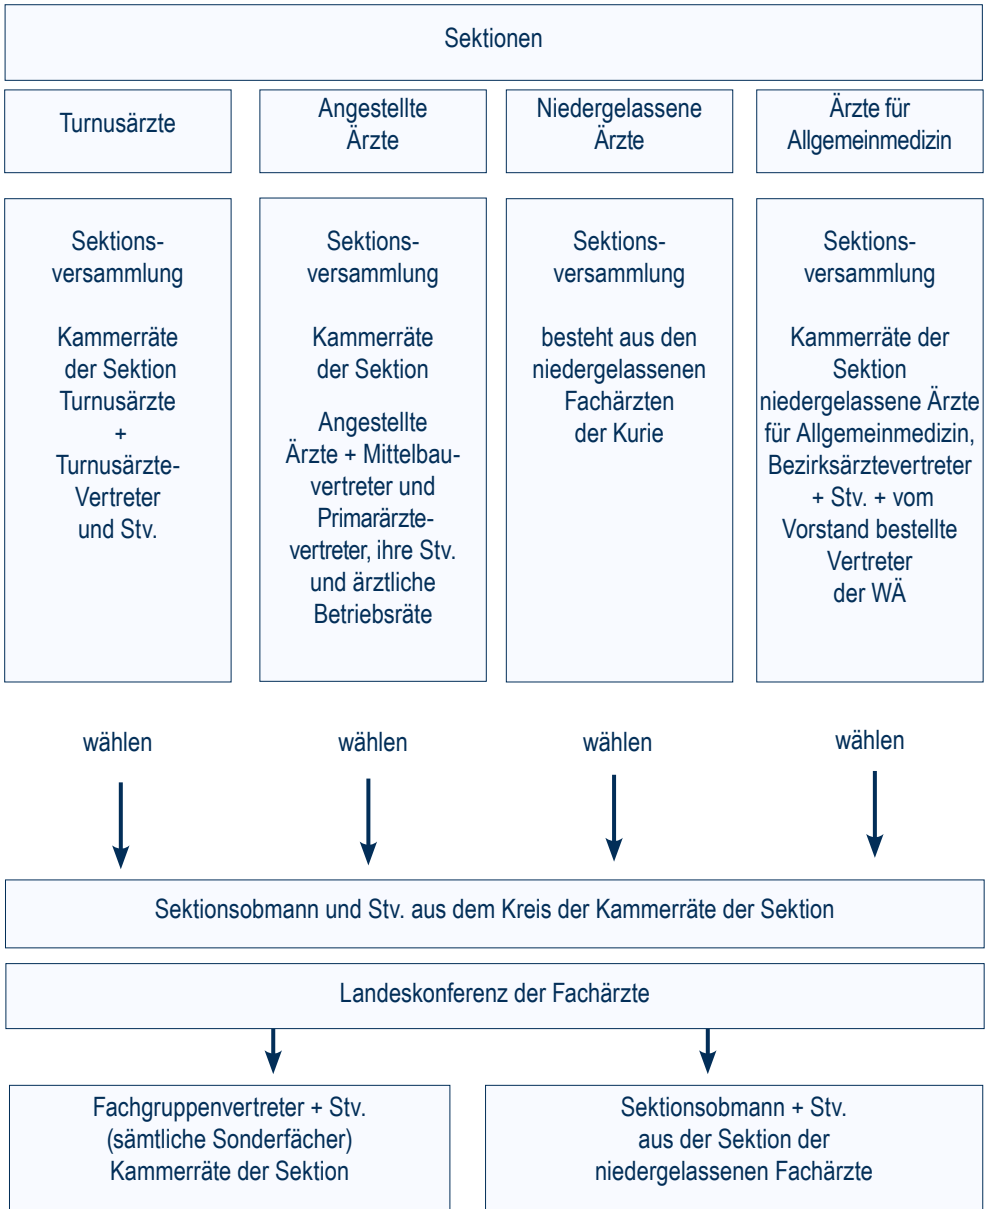 Sektionen
Turnusärzte
Angestellte
Ärzte
Niedergelassene
Ärzte
Ärzte für
Allgemeinmedizin
Sektions-
versammlung
Kammerräte
der Sektion
Turnusärzte
+
Turnusärzte-
Vertreter
und Stv.
Sektions-
versammlung
Kammerräte
der Sektion
Angestellte
Ärzte + Mittelbau-
vertreter und
Primarärzte-
vertreter, ihre Stv.
und ärztliche
Betriebsräte
Sektions-
versammlung
besteht aus den
niedergelassenen
Fachärzten
der Kurie
Sektions-
versammlung
Kammerräte der
Sektion
niedergelassene Ärzte
für Allgemeinmedizin,
Bezirksärztevertreter
+ Stv. + vom
Vorstand bestellte
Vertreter
der WÄ
wählen
wählen
wählen
wählen
Sektionsobmann und Stv. aus dem Kreis der Kammerräte der Sektion
Landeskonferenz der Fachärzte
Fachgruppenvertreter + Stv.
(sämtliche Sonderfächer)
Kammerräte der Sektion
Sektionsobmann + Stv.
aus der Sektion der
niedergelassenen Fachärzte